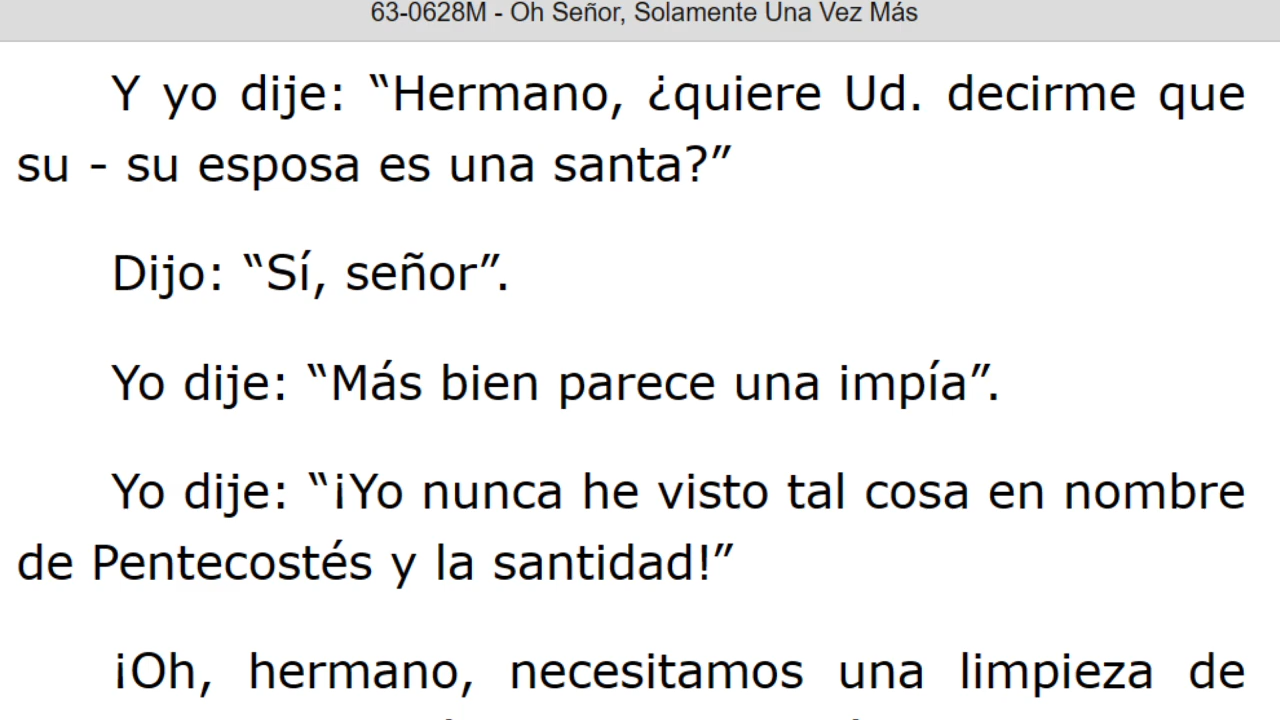 63-0628M - Oh Señor, Solamente Una Vez Más
Y yo dije: “Hermano, ¿quiere Ud. decirme que
su - su esposa es una santa?”
Dijo: “Sí, señor”.
Yo dije: “Más bien parece una impía”.
Yo dije: “¡Yo nunca he visto tal cosa en nombre
de Pentecostés y la santidad!”
¡Oh, hermano, necesitamos una limpieza de